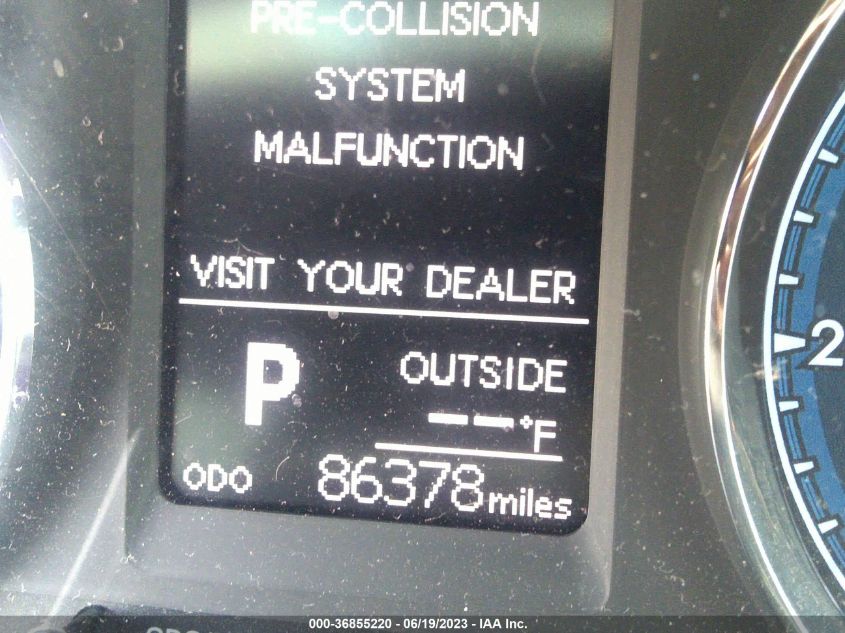 PRE-COLLISION
SYSTEM
MALFUNCTION
VISIT YOUR DEALER
P
OUTSIDE
--°F
ODO 86378 miles
2
000-36855220 - 06/19/2023 - IAA Inc.